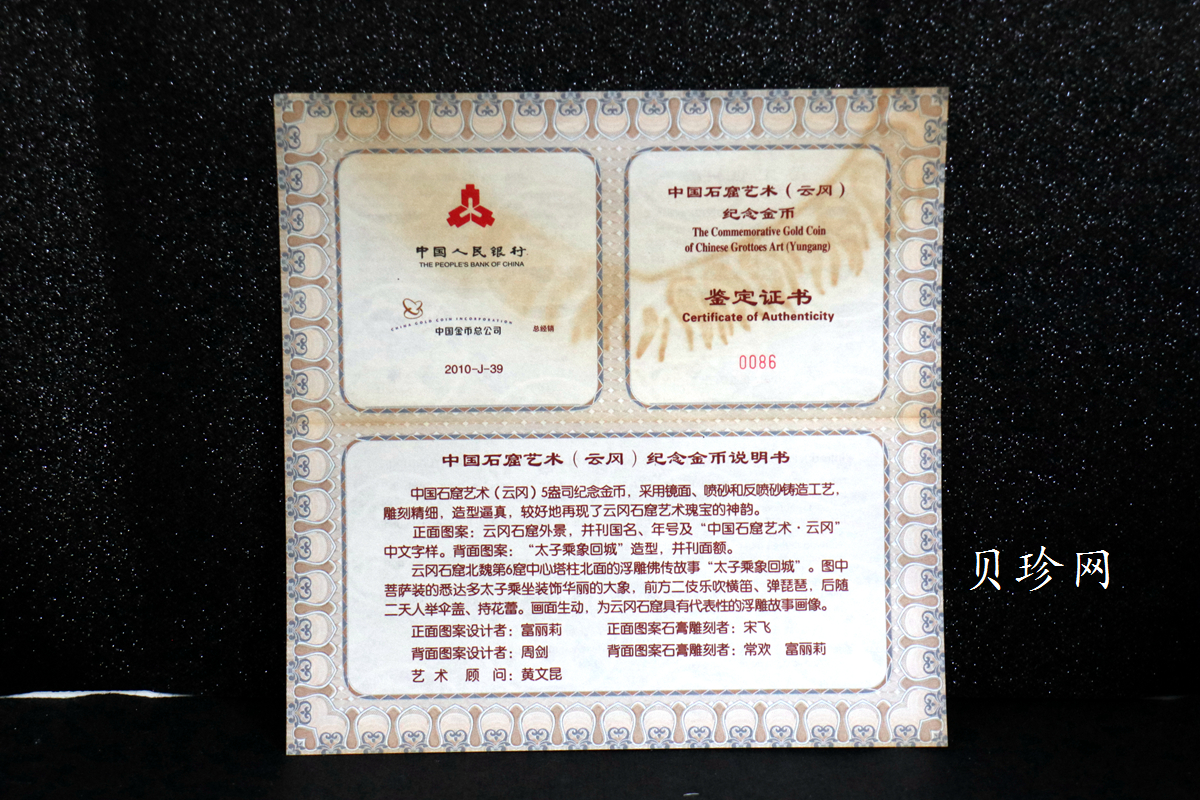 中国人民银行
THE PEOPLE'S BANK OF CHINA
CHINA GOLD COIN INCORPORATION
中国金币总公司 总经销
2010-J-39
中国石窟艺术（云冈）
纪念金币
The Commemorative Gold Coin
of Chinese Grottoes Art (Yungang)
鉴定证书
Certificate of Authenticity
0086
中国石窟艺术（云冈）纪念金币说明书
中国石窟艺术（云冈）5盎司纪念金币，采用镜面、喷砂和反喷砂铸造工艺，
雕刻精细，造型逼真，较好地再现了云冈石窟艺术瑰宝的神韵。
正面图案：云冈石窟外景，并刊国名、年号及“中国石窟艺术·云冈”
中文字样。背面图案：“太子乘象回城”造型，并刊面额。
云冈石窟北魏第6窟中心塔柱北面的浮雕佛传故事“太子乘象回城”。图中
菩萨装的悉达多太子乘坐装饰华丽的大象，前方二伎乐吹横笛、弹琵琶，后随
二天人举伞盖、持花蕾。画面生动，为云冈石窟具有代表性的浮雕故事画像。
正面图案设计者：富丽莉 正面图案石膏雕刻者：宋飞
背面图案设计者：周剑 背面图案石膏雕刻者：常欢 富丽莉
艺术 顾问：黄文昆
贝珍网